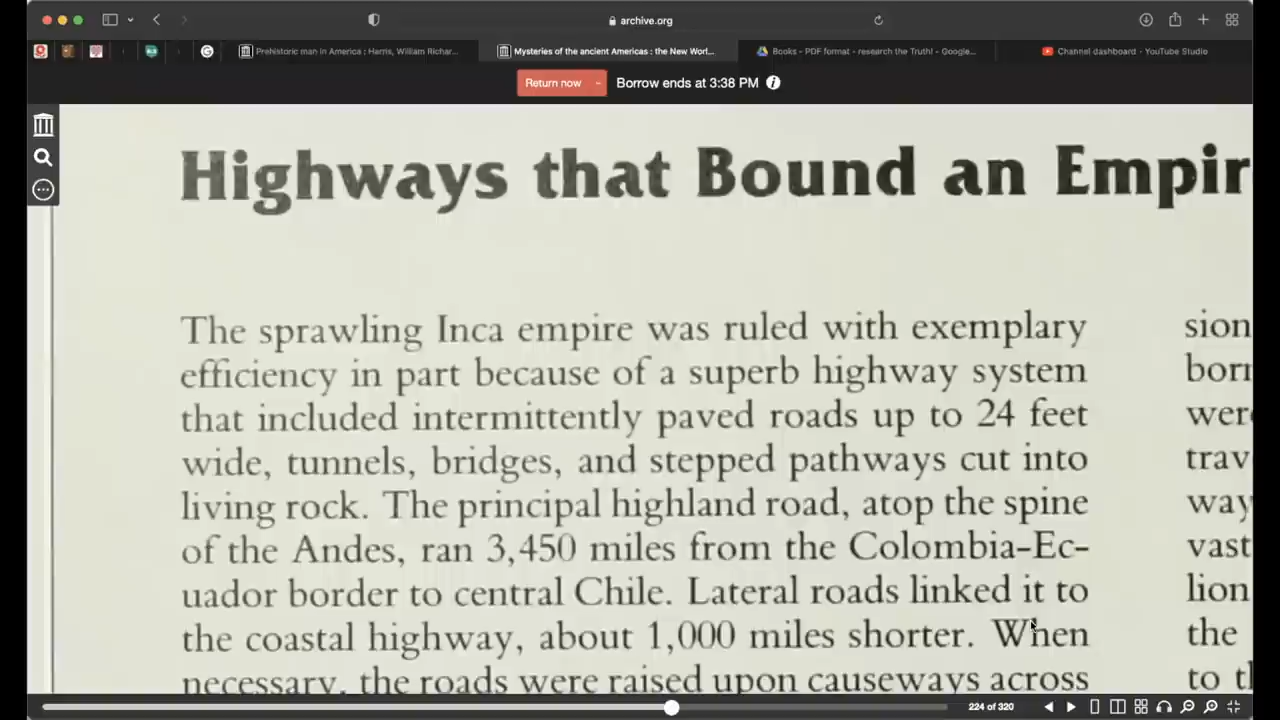 archive.org
Prehistoric man in America : Harris, William Richar...
Mysteries of the ancient Americas : the New Worl...
Books - PDF format - research the Truth! - Google...
Channel dashboard - YouTube Studio
Return now
Borrow ends at 3:38 PM
Highways that Bound an Empir
The sprawling Inca empire was ruled with exemplary
efficiency in part because of a superb highway system
that included intermittently paved roads up to 24 feet
wide, tunnels, bridges, and stepped pathways cut into
living rock. The principal highland road, atop the spine
of the Andes, ran 3,450 miles from the Colombia-Ec-
uador border to central Chile. Lateral roads linked it to
the coastal highway, about 1,000 miles shorter. When
necessary, the roads were raised upon causeways across
sion
born
were
trav
way
vast
lion
the
to th
224 of 320